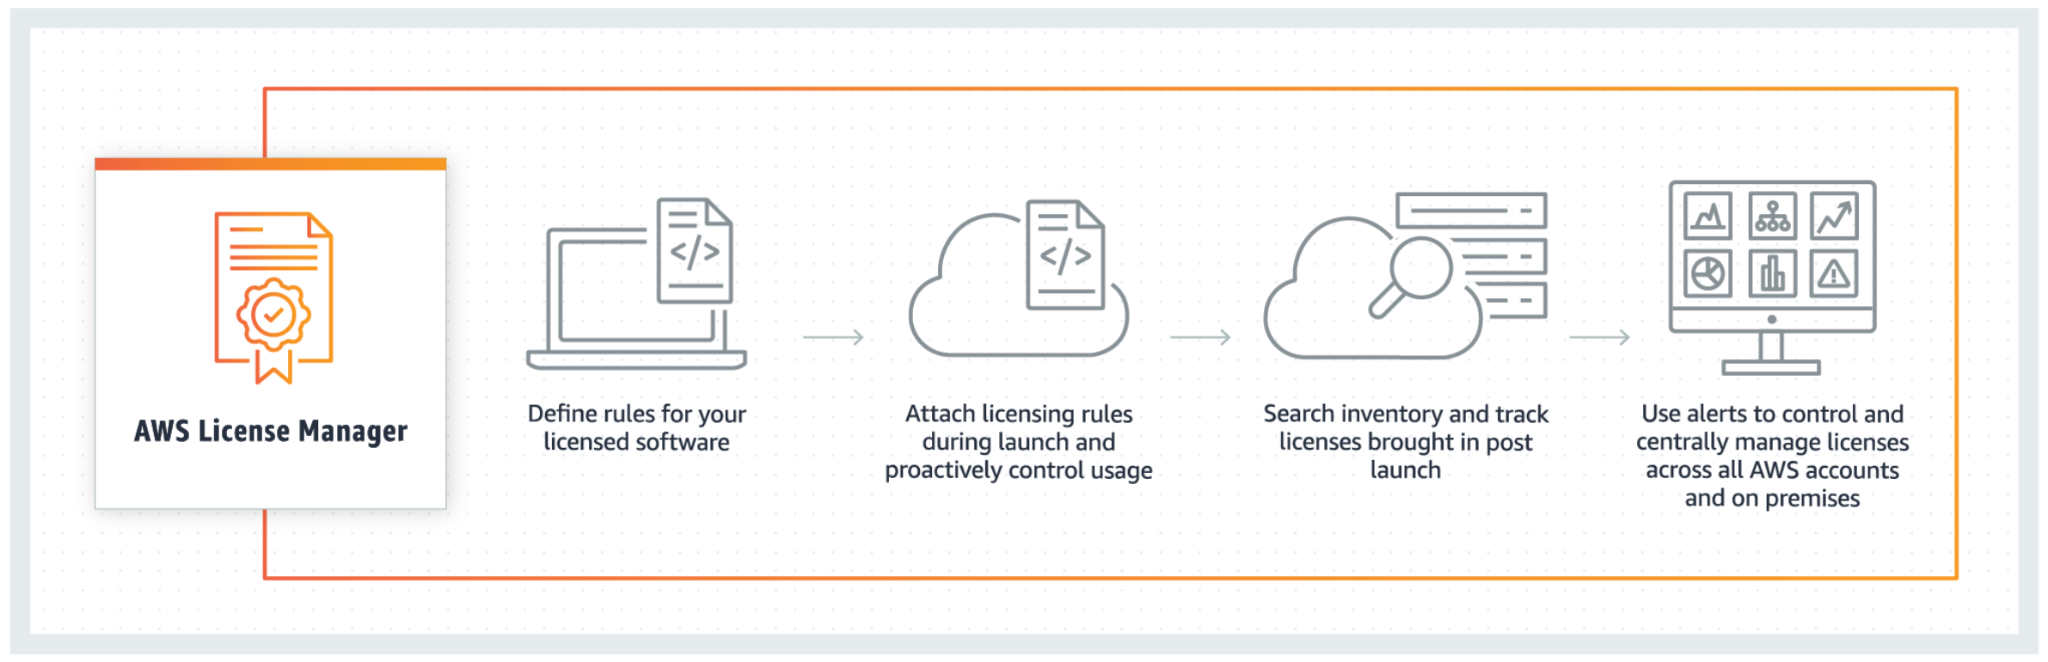 AWS License Manager
Define rules for your
licensed software
Attach licensing rules
during launch and
proactively control usage
Search inventory and track
licenses brought in post
launch
Use alerts to control and
centrally manage licenses
across all AWS accounts
and on premises